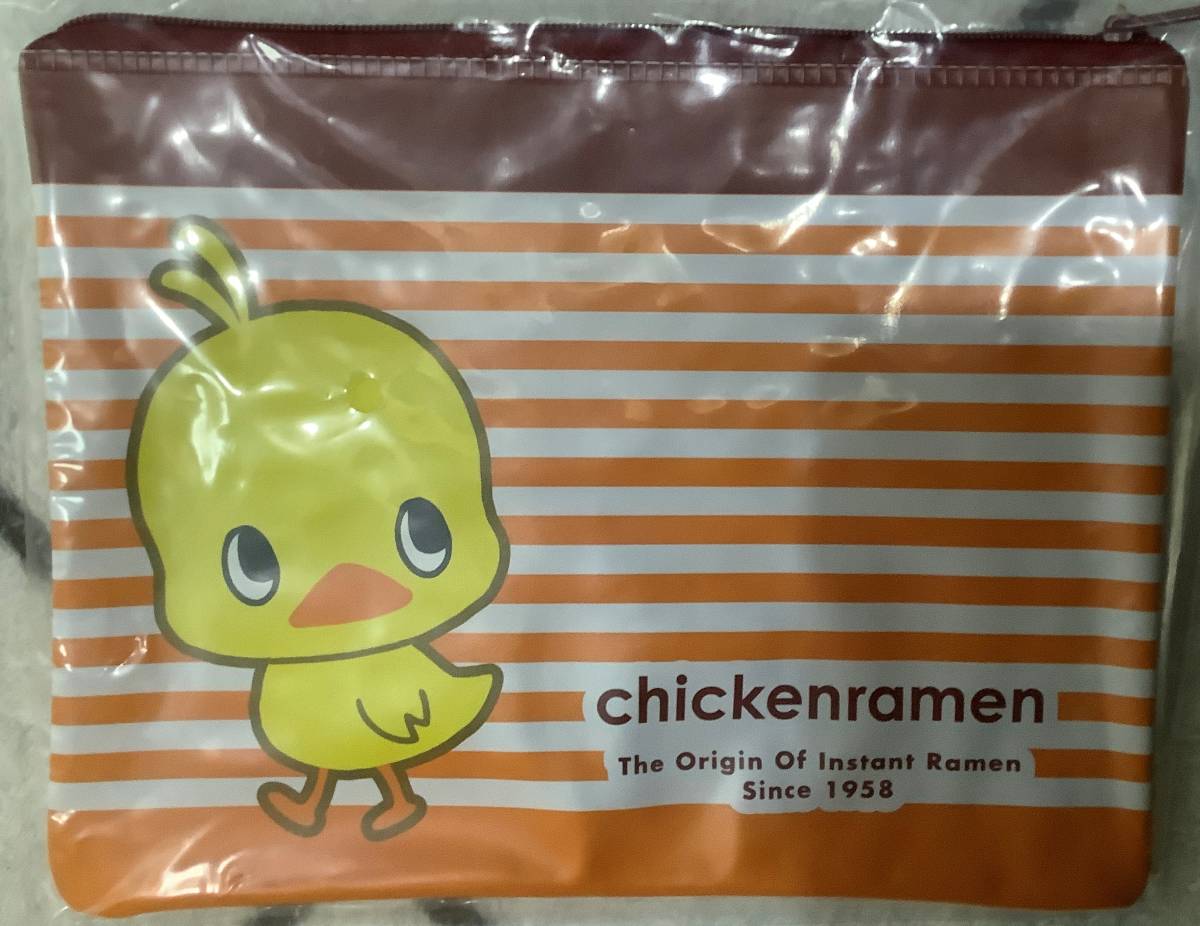 chickenramen
The Origin Of Instant Ramen
Since 1958